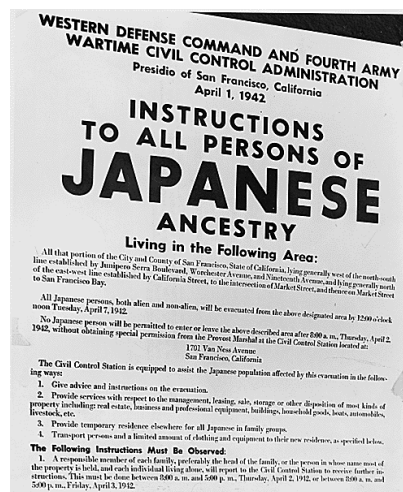 WESTERN DEFENSE COMMAND AND FOURTH ARMY
WARTIME CIVIL CONTROL ADMINISTRATION
Presidio of San Francisco, California
April 1, 1942
INSTRUCTIONS
TO ALL PERSONS OF
JAPANESE
ANCESTRY
Living in the Following Area:
All that portion of the City and County of San Francisco, State of California, lying generally west of the north-south
line established by Junipero Serra Boulevard, Worchester Avenue, and Nineteenth Avenue, and lying generally north
of the east-west line established by California Street, to the intersection of Market Street, and thence on Market Street
to San Francisco Bay.
All Japanese persons, both alien and non-alien, will be evacuated from the above designated area by 12:00 o'clock
noon Tuesday, April 7, 1942.
No Japanese person will be permitted to enter or leave the above described area after 8:00 a. m., Thursday, April 2,
1942, without obtaining special permission from the Provost Marshal at the Civil Control Station located at:
1701 Van Ness Avenue
San Francisco, California
The Civil Control Station is equipped to assist the Japanese population affected by this evacuation in the follow-
ing ways:
1. Give advice and instructions on the evacuation.
2. Provide services with respect to the management, leasing, sale, storage or other disposition of most kinds of
property including: real estate, business and professional equipment, buildings, household goods, boats, automobiles,
livestock, etc.
3. Provide temporary residence elsewhere for all Japanese in family groups.
4. Transport persons and a limited amount of clothing and equipment to their new residence, as specified below.
The Following Instructions Must Be Observed:
1. A responsible member of each family, preferably the head of the family, or the person in whose name most of
the property is held, and each individual living alone, will report to the Civil Control Station to receive further in-
structions. This must be done between 8:00 a. m. and 5:00 p. m., Thursday, April 2, 1942, or between 8:00 a. m. and
5:00 p. m., Friday, April 3, 1942.